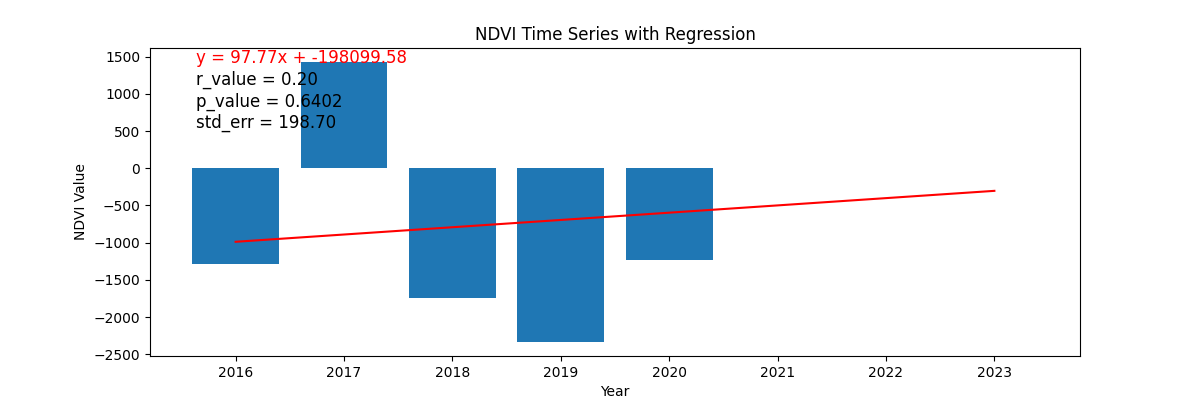 NDVI Time Series with Regression
y = 97.77x + -198099.58
r_value = 0.20
p_value = 0.6402
std_err = 198.70
NDVI Value
1500
1000
500
0
−500
−1000
−1500
−2000
−2500
2016 2017 2018 2019 2020 2021 2022 2023
Year